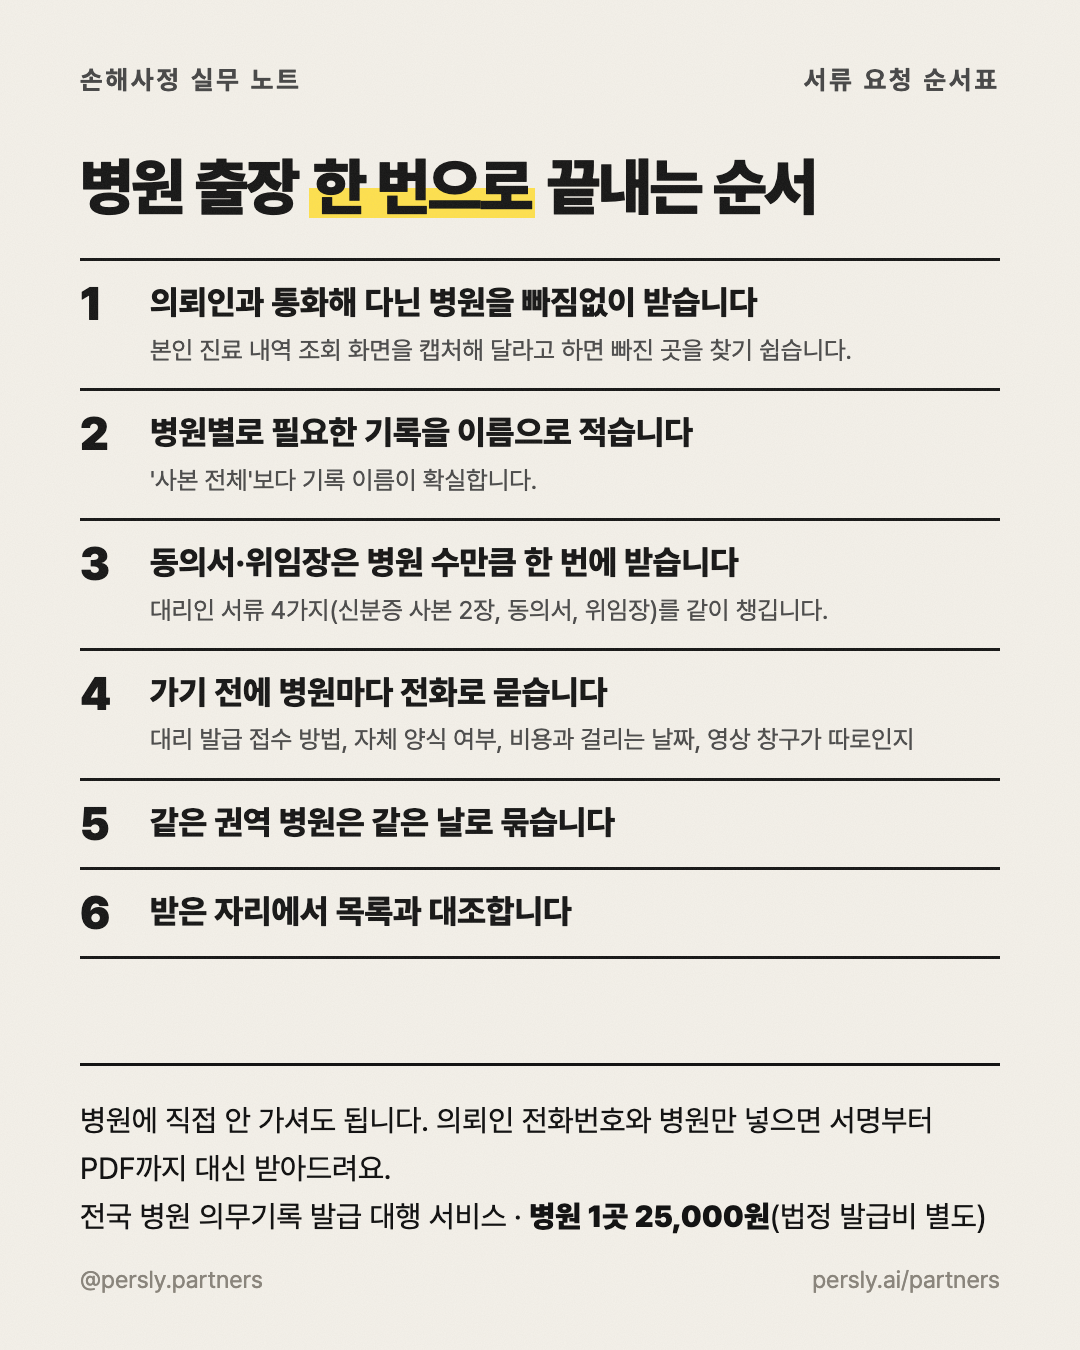 손해사정 실무 노트
서류 요청 순서표
병원 출장 한 번으로 끝내는 순서
1
의뢰인과 통화해 다닌 병원을 빠짐없이 받습니다
본인 진료 내역 조회 화면을 캡처해 달라고 하면 빠진 곳을 찾기 쉽습니다.
2
병원별로 필요한 기록을 이름으로 적습니다
'사본 전체'보다 기록 이름이 확실합니다.
3
동의서·위임장은 병원 수만큼 한 번에 받습니다
대리인 서류 4가지(신분증 사본 2장, 동의서, 위임장)를 같이 챙깁니다.
4
가기 전에 병원마다 전화로 묻습니다
대리 발급 접수 방법, 자체 양식 여부, 비용과 걸리는 날짜, 영상 창구가 따로인지
5
같은 권역 병원은 같은 날로 묶습니다
6
받은 자리에서 목록과 대조합니다
병원에 직접 안 가셔도 됩니다. 의뢰인 전화번호와 병원만 넣으면 서명부터
PDF까지 대신 받아드려요.
전국 병원 의무기록 발급 대행 서비스 · 병원 1곳 25,000원(법정 발급비 별도)
@persly.partners
persly.ai/partners